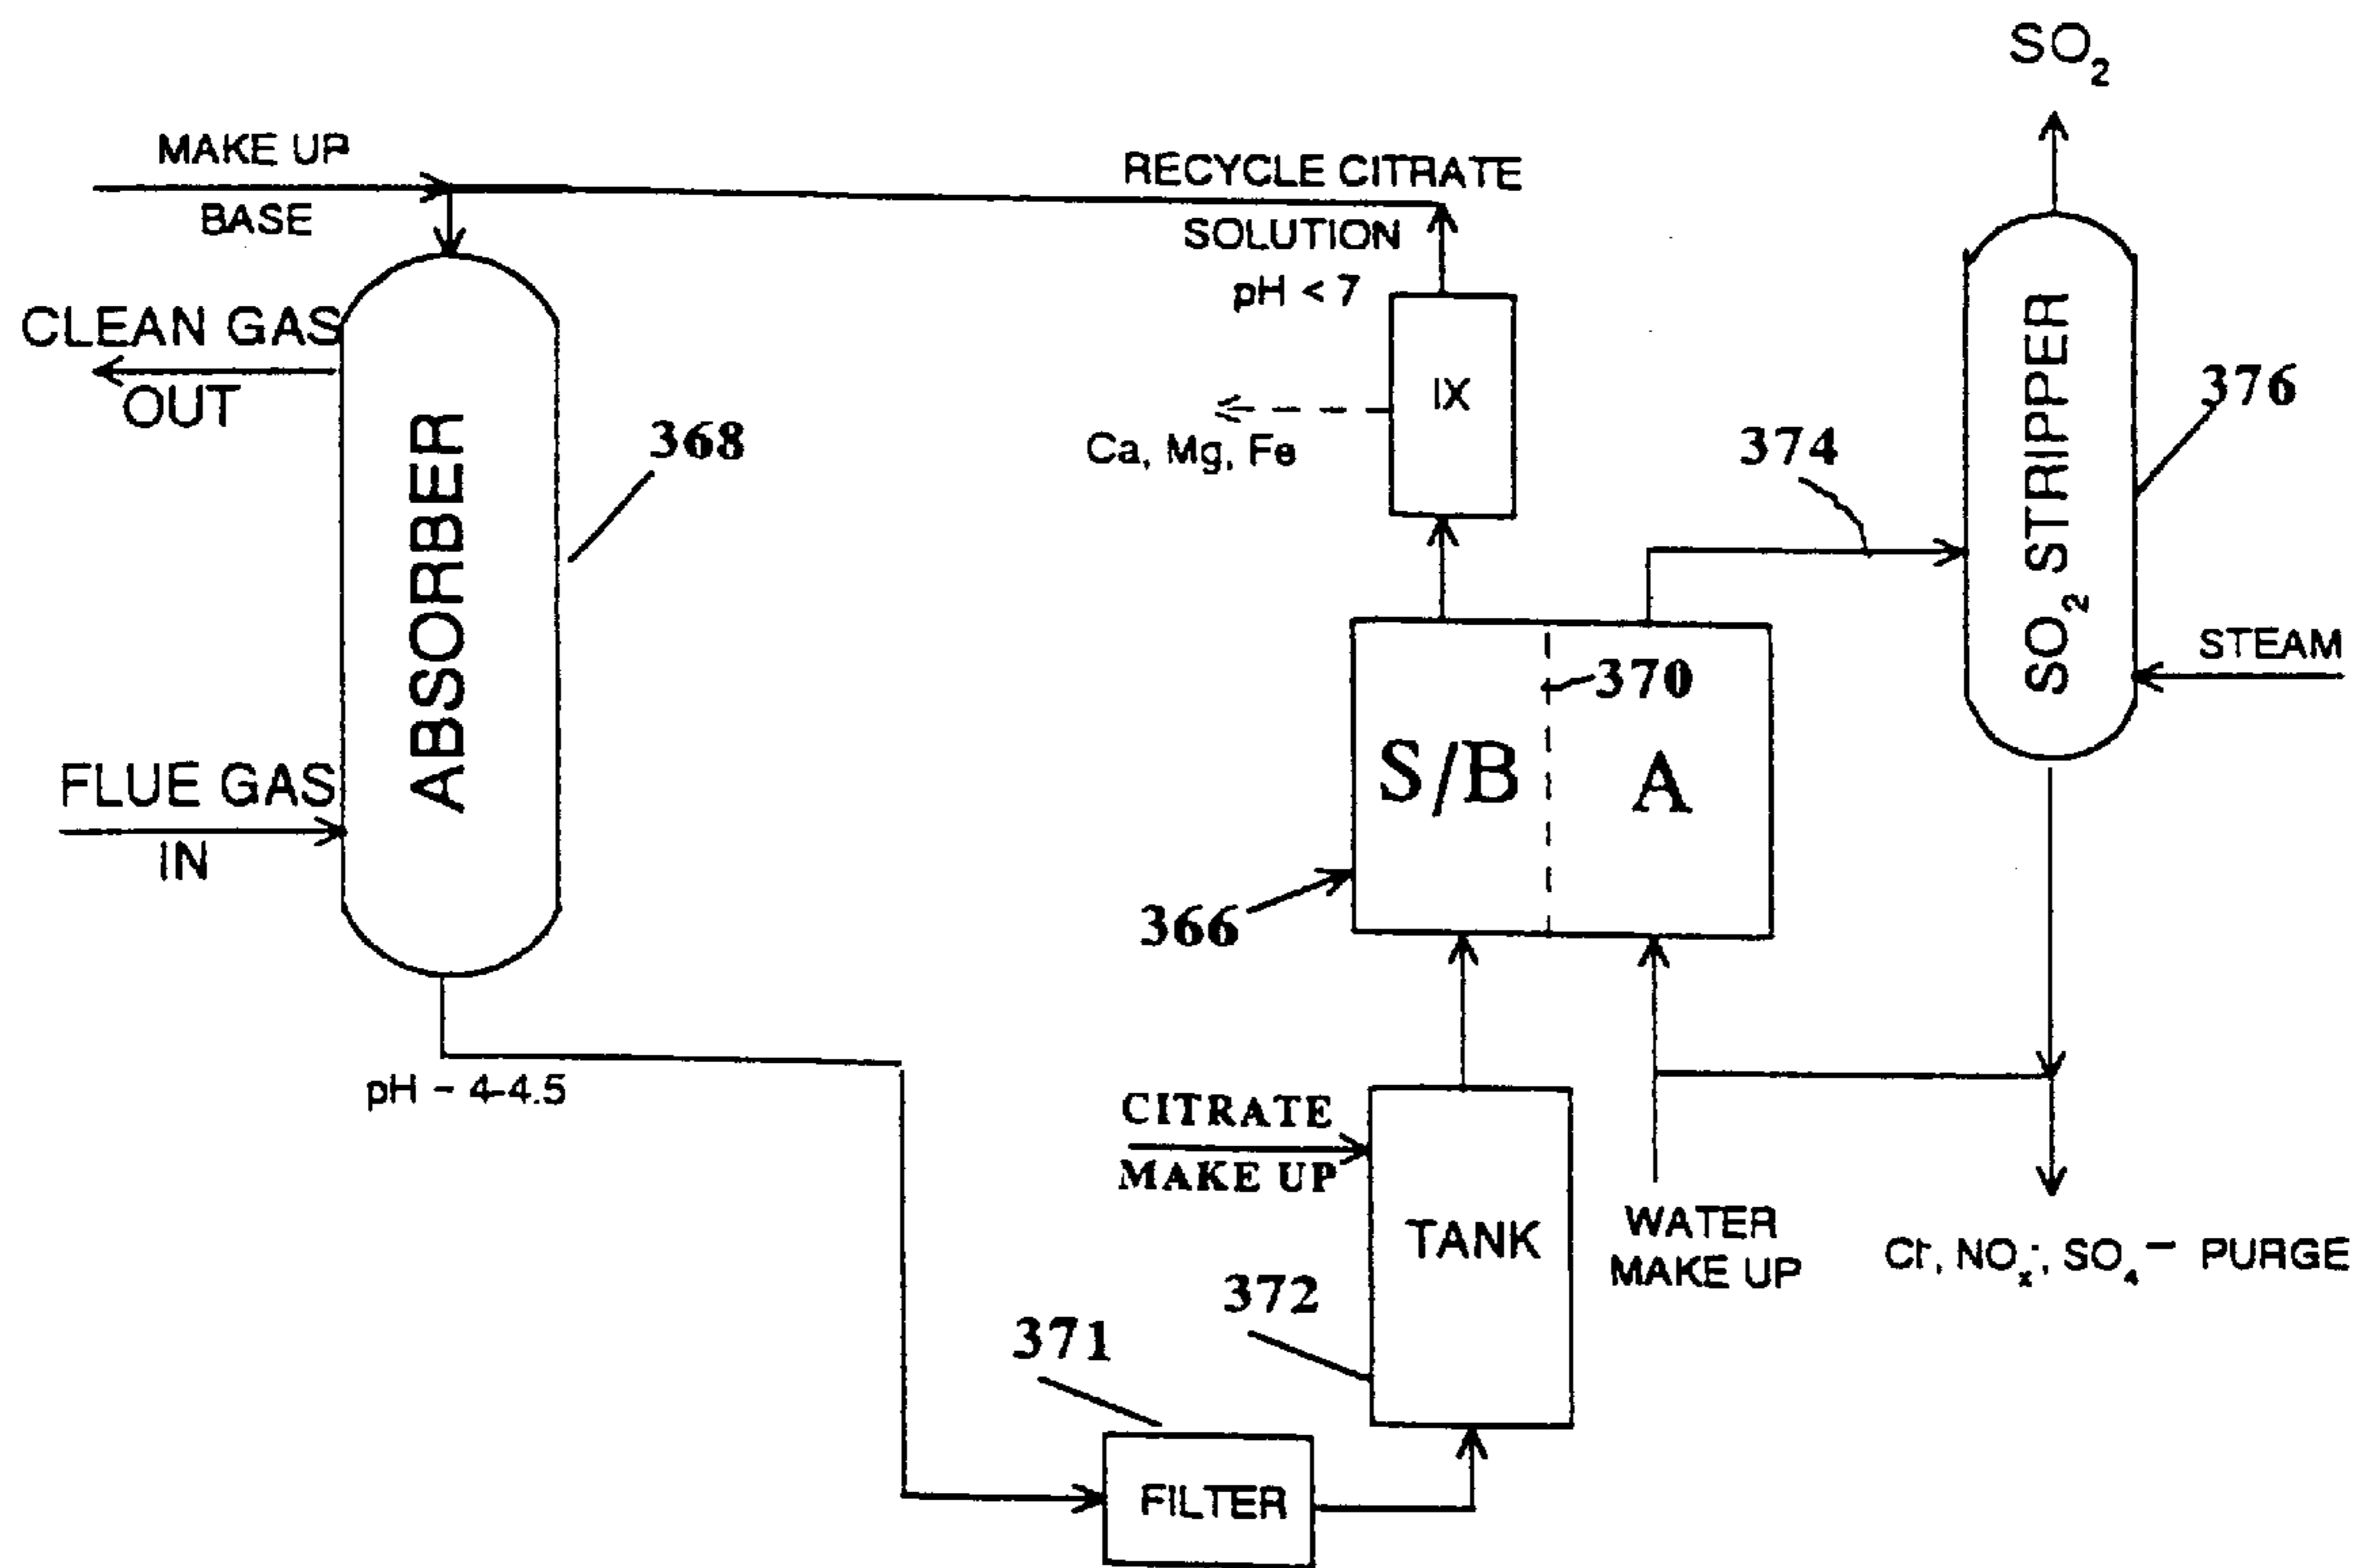 SO₂
MAKE UP
BASE
RECYCLE CITRATE
SOLUTION
pH < 7
CLEAN GAS
OUT
ABSORBER
368
IX
Ca, Mg, Fe
374
SO₂ STRIPPER
376
STEAM
370
S/B
A
FLUE GAS
IN
366
pH – 4-4.5
CITRATE
MAKE UP
TANK
WATER
MAKE UP
Cl⁻, NOₓ⁻, SO₄⁻ PURGE
372
371
FILTER